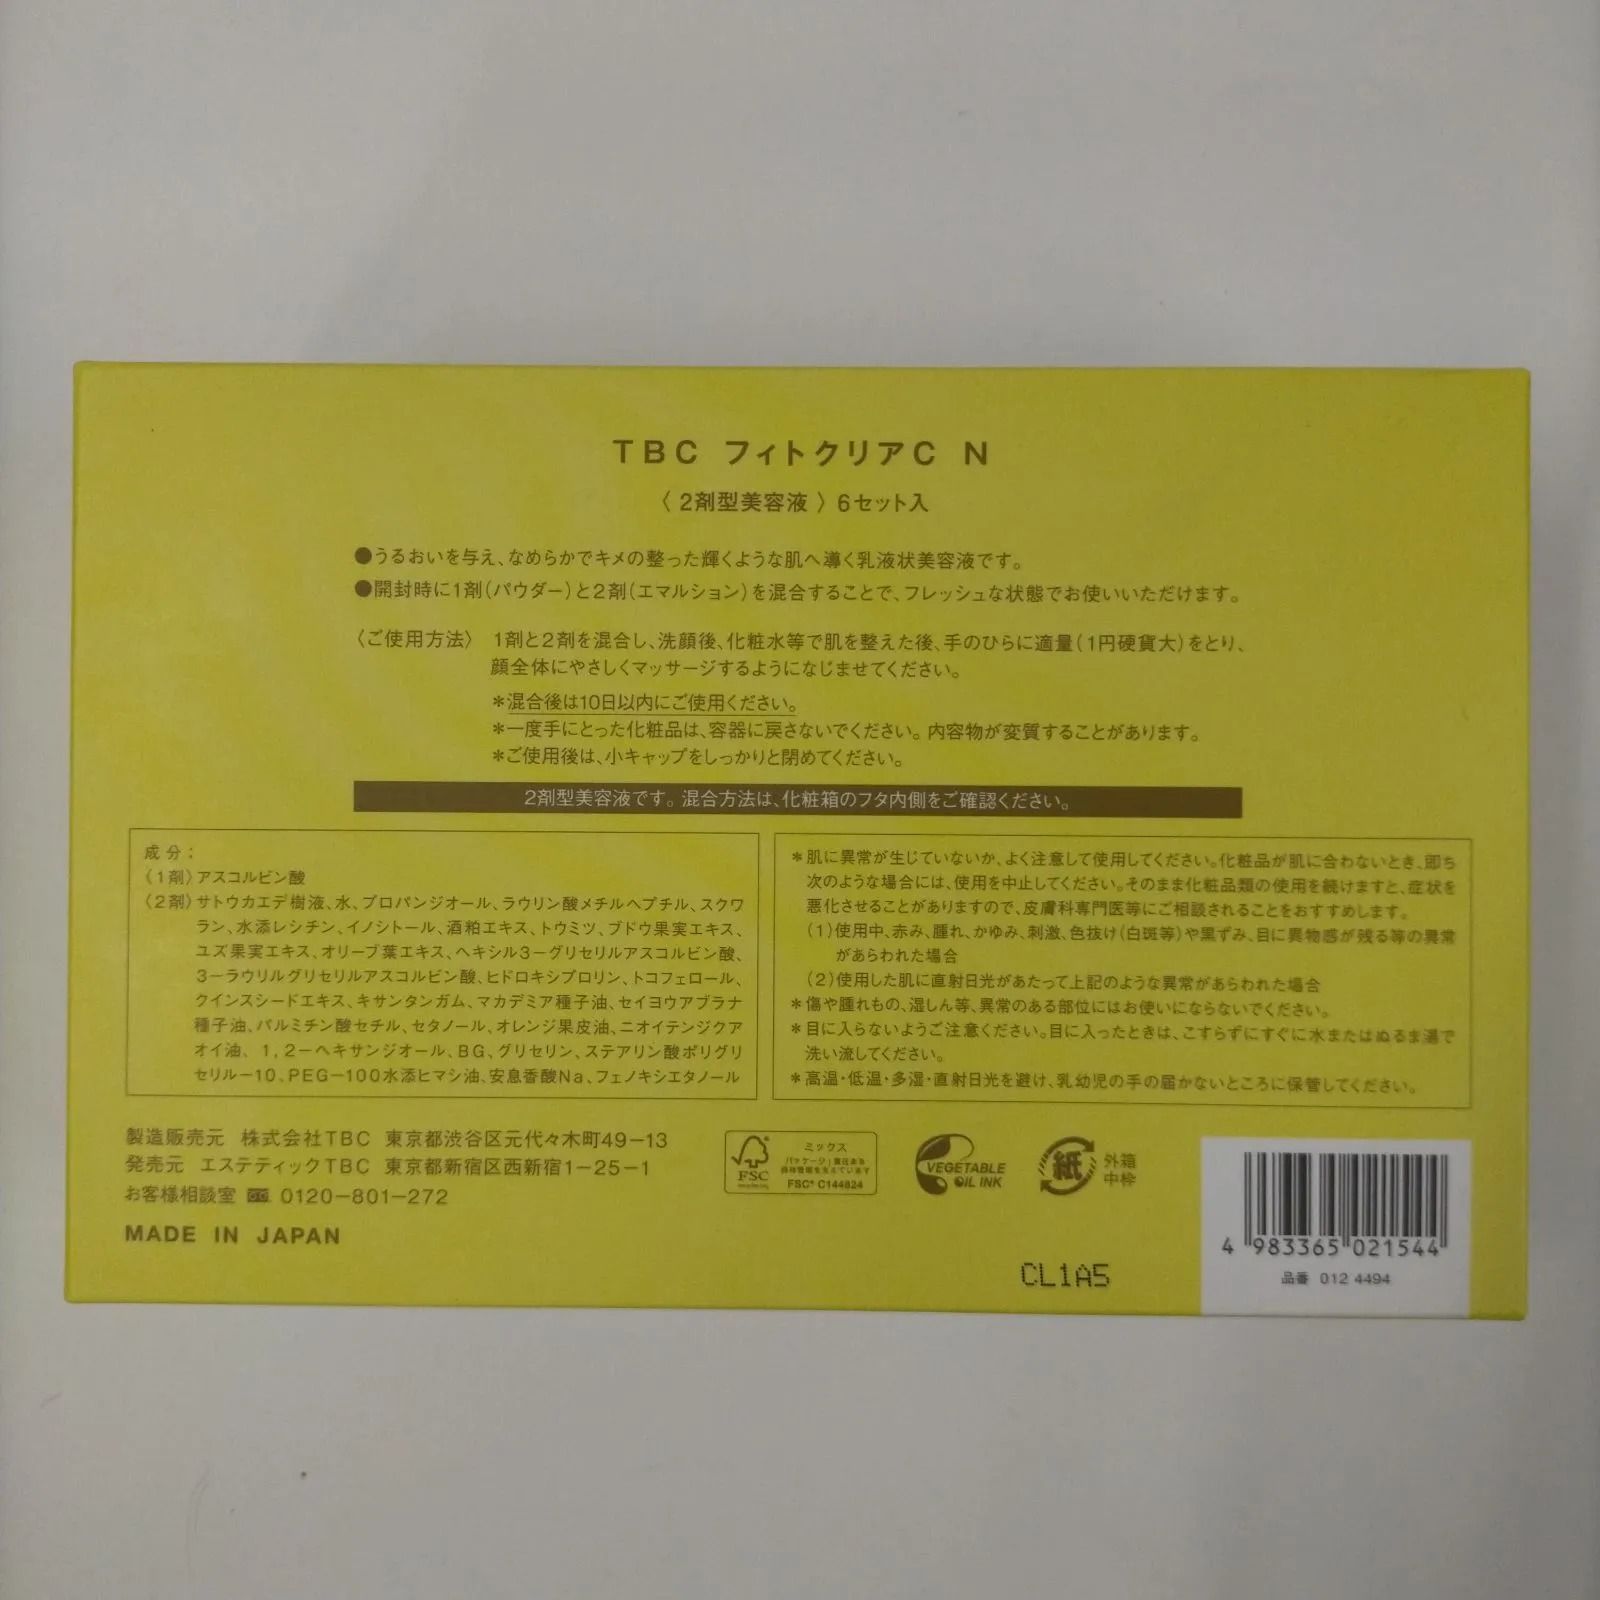 TBC フィトクリアC N
〈2剤型美容液〉6セット入
●うるおいを与え、なめらかでキメの整った輝くような肌へ導く乳液状美容液です。
●開封時に1剤(パウダー)と2剤(エマルション)を混合することで、フレッシュな状態でお使いいただけます。
〈ご使用方法〉 1剤と2剤を混合し、洗顔後、化粧水等で肌を整えた後、手のひらに適量(1円硬貨大)をとり、
顔全体にやさしくマッサージするようになじませてください。
＊混合後は10日以内にご使用ください。
＊一度手にとった化粧品は、容器に戻さないでください。内容物が変質することがあります。
＊ご使用後は、小キャップをしっかりと閉めてください。
2剤型美容液です。混合方法は、化粧箱のフタ内側をご確認ください。
成分：
〈1剤〉アスコルビン酸
〈2剤〉サトウカエデ樹液、水、プロパンジオール、ラウリン酸メチルヘプチル、スクワ
ラン、水添レシチン、イノシトール、酒粕エキス、トウミツ、ブドウ果実エキス、
ユズ果実エキス、オリーブ葉エキス、ヘキシル3-グリセリルアスコルビン酸、
3-ラウリルグリセリルアスコルビン酸、ヒドロキシプロリン、トコフェロール、
クインスシードエキス、キサンタンガム、マカデミア種子油、セイヨウアブラナ
種子油、パルミチン酸セチル、セタノール、オレンジ果皮油、ニオイテンジクア
オイ油、1,2-ヘキサンジオール、BG、グリセリン、ステアリン酸ポリグリ
セリル-10、PEG-100水添ヒマシ油、安息香酸Na、フェノキシエタノール
＊肌に異常が生じていないか、よく注意して使用してください。化粧品が肌に合わないとき、即ち
次のような場合には、使用を中止してください。そのまま化粧品類の使用を続けますと、症状を
悪化させることがありますので、皮膚科専門医等にご相談されることをおすすめします。
(1)使用中、赤み、腫れ、かゆみ、刺激、色抜け(白斑等)や黒ずみ、目に異物感が残る等の異常
があらわれた場合
(2)使用した肌に直射日光があたって上記のような異常があらわれた場合
＊傷や腫れもの、湿しん等、異常のある部位にはお使いにならないでください。
＊目に入らないようご注意ください。目に入ったときは、こすらずにすぐに水またはぬるま湯で
洗い流してください。
＊高温・低温・多湿・直射日光を避け、乳幼児の手の届かないところに保管してください。
製造販売元 株式会社TBC 東京都渋谷区元代々木町49-13
発売元 エステティックTBC 東京都新宿区西新宿1-25-1
お客様相談室 0120-801-272
MADE IN JAPAN
FSC
ミックス
パッケージ｜責任ある
森林管理を支えています
FSC® C144824
VEGETABLE
OIL INK
紙
外箱
中枠
CL1A5
4 983365 021544
品番 012 4494